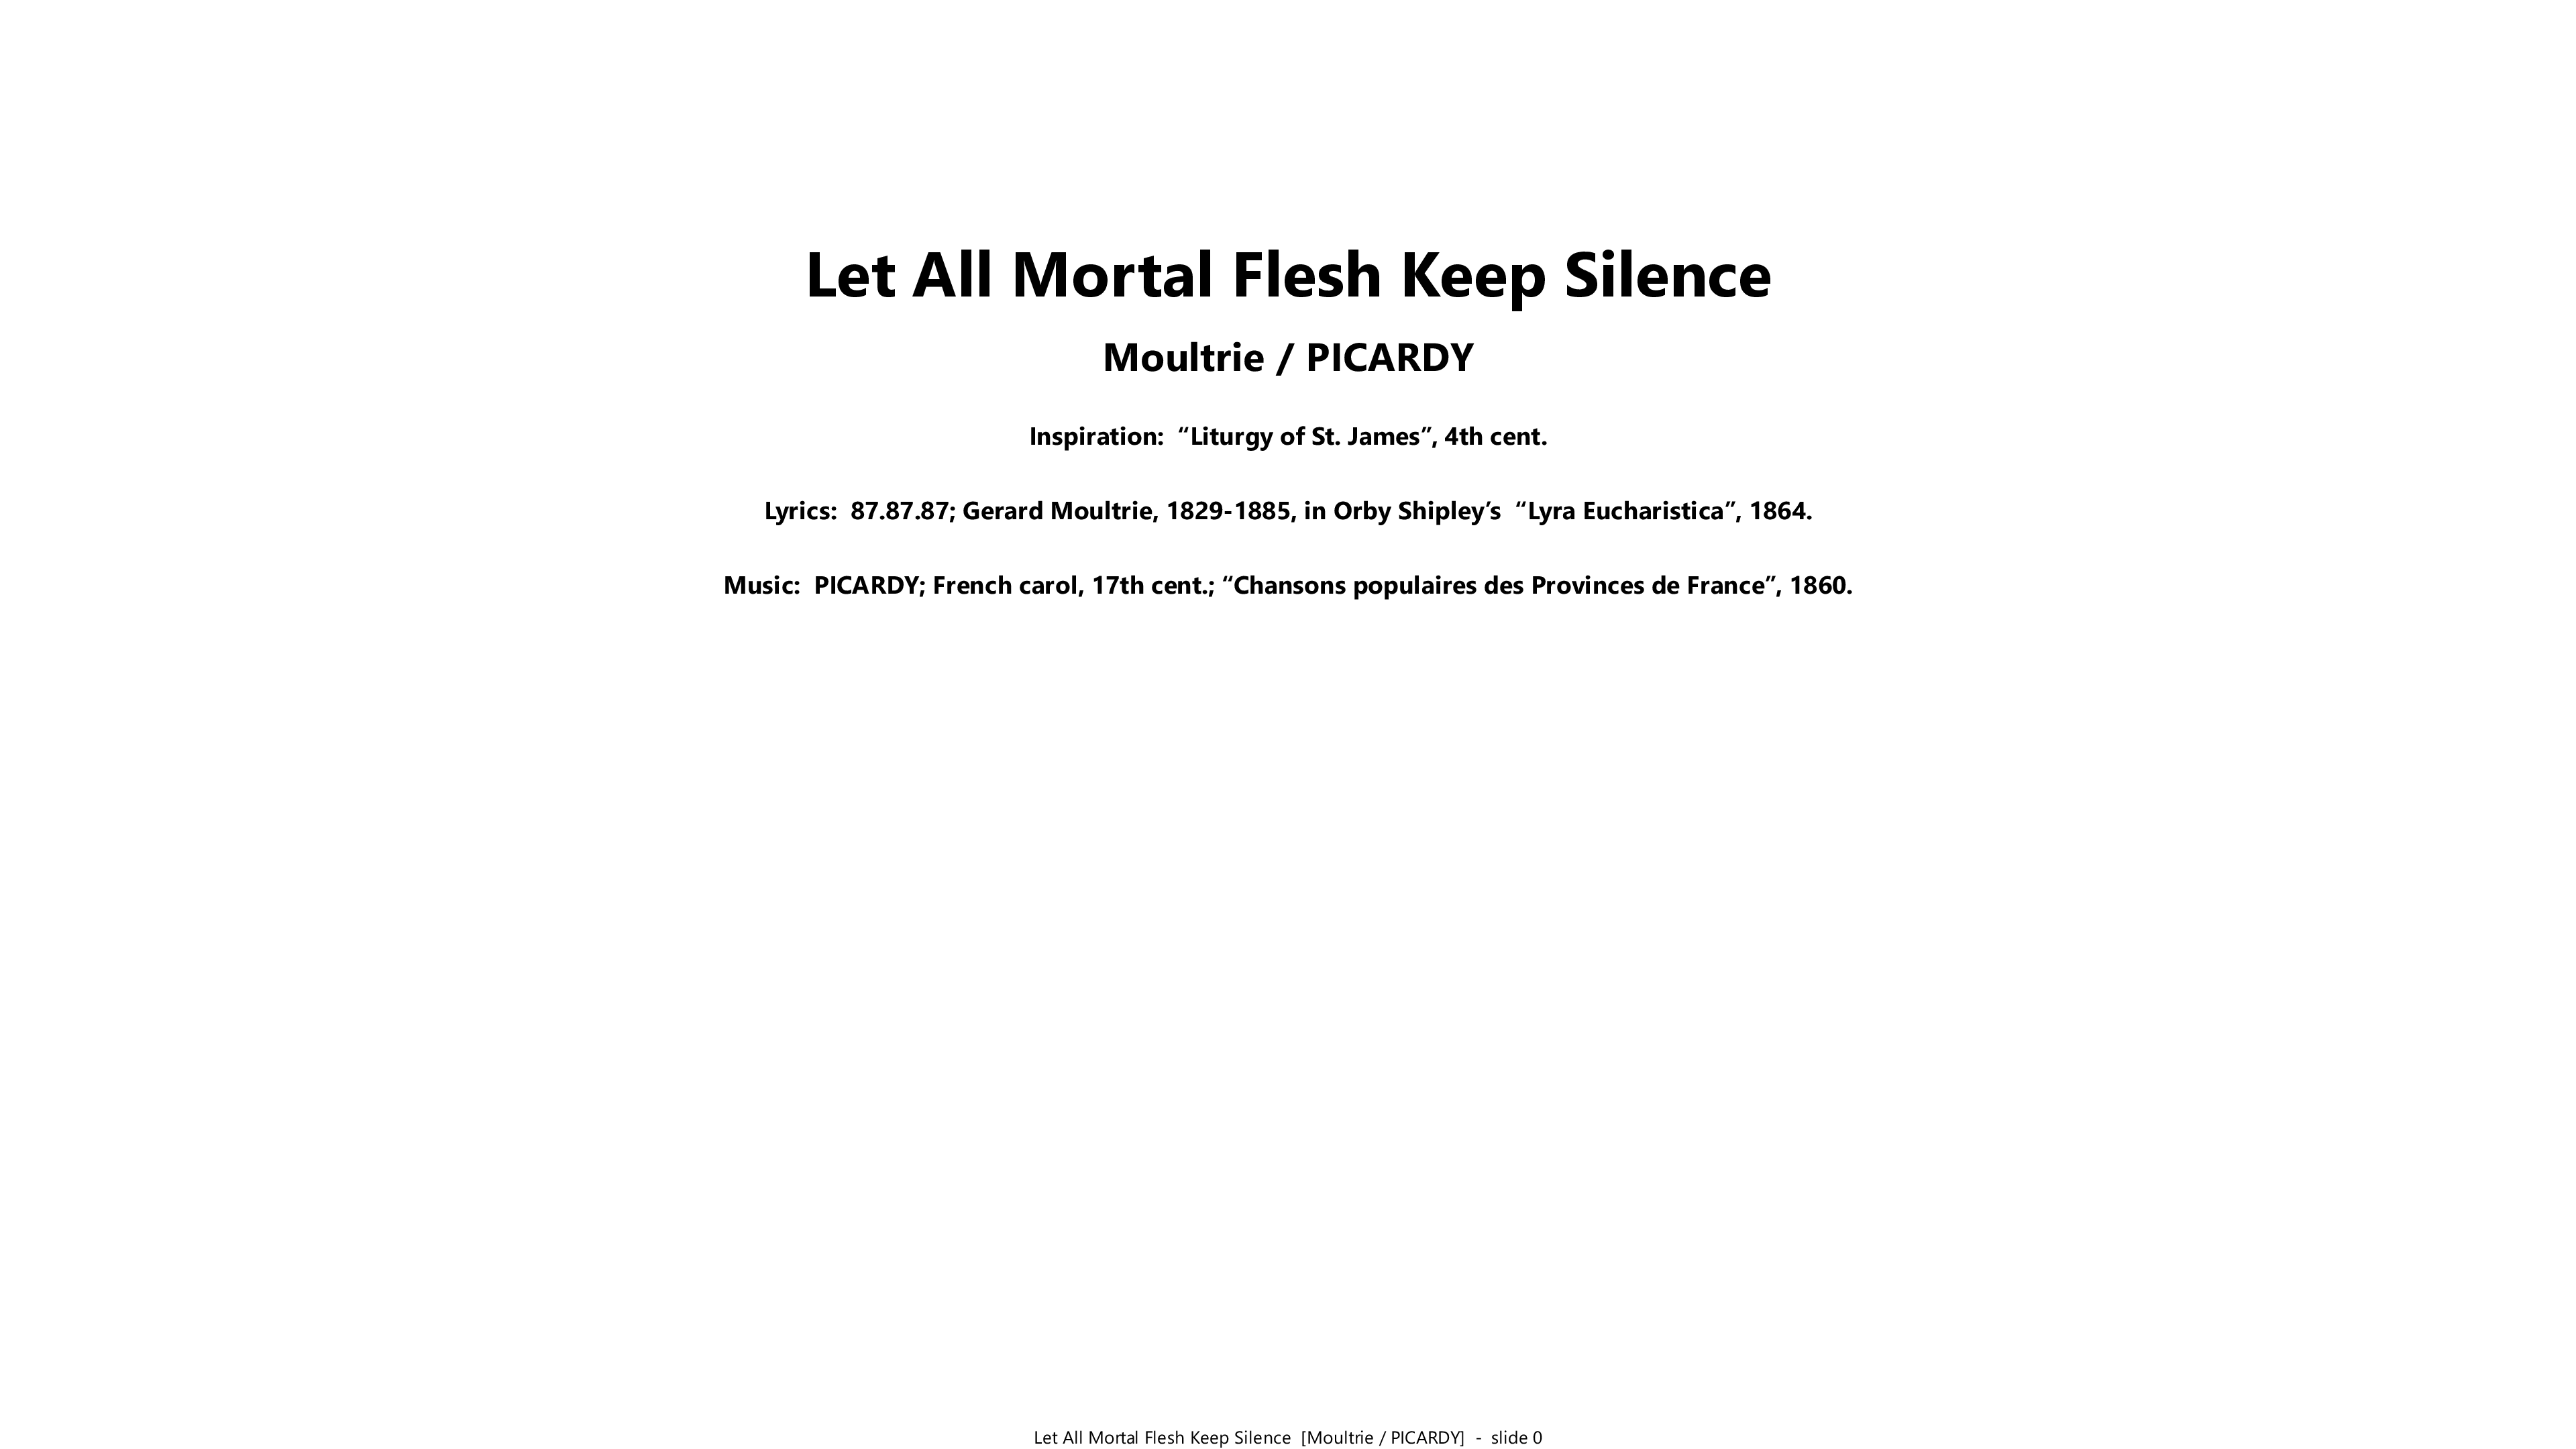 Let All Mortal Flesh Keep Silence
Moultrie / PICARDY
Inspiration:  “Liturgy of St. James”, 4th cent.
Lyrics:  87.87.87; Gerard Moultrie, 1829-1885, in Orby Shipley’s  “Lyra Eucharistica”, 1864.
Music:  PICARDY; French carol, 17th cent.; “Chansons populaires des Provinces de France”, 1860.
Let All Mortal Flesh Keep Silence  [Moultrie / PICARDY]  -  slide 0